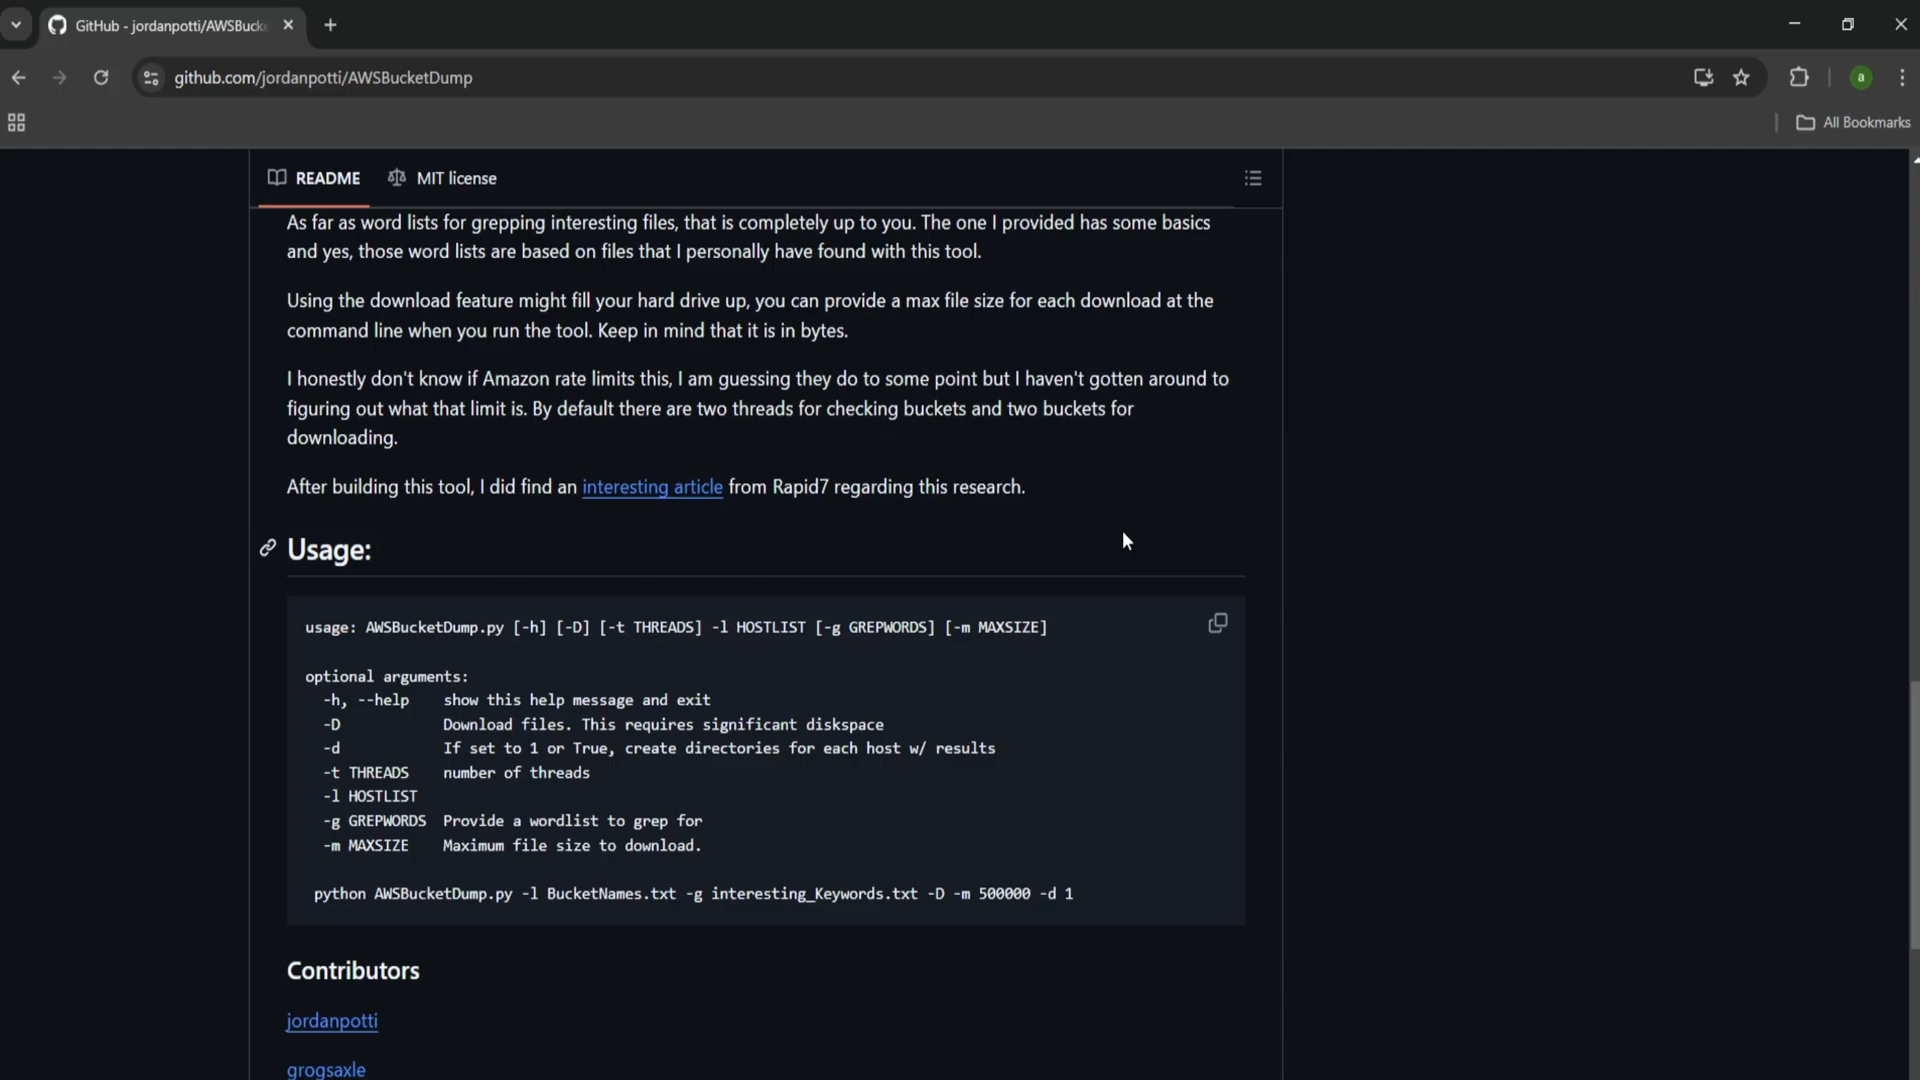 GitHub - jordanpotti/AWSBuck
github.com/jordanpotti/AWSBucketDump
a
All Bookmarks
README
MIT license
As far as word lists for grepping interesting files, that is completely up to you. The one I provided has some basics
and yes, those word lists are based on files that I personally have found with this tool.
Using the download feature might fill your hard drive up, you can provide a max file size for each download at the
command line when you run the tool. Keep in mind that it is in bytes.
I honestly don't know if Amazon rate limits this, I am guessing they do to some point but I haven't gotten around to
figuring out what that limit is. By default there are two threads for checking buckets and two buckets for
downloading.
After building this tool, I did find an interesting article from Rapid7 regarding this research.
Usage:
usage: AWSBucketDump.py [-h] [-D] [-t THREADS] -l HOSTLIST [-g GREPWORDS] [-m MAXSIZE]
optional arguments:
-h, --help show this help message and exit
-D Download files. This requires significant diskspace
-d If set to 1 or True, create directories for each host w/ results
-t THREADS number of threads
-l HOSTLIST
-g GREPWORDS Provide a wordlist to grep for
-m MAXSIZE Maximum file size to download.
python AWSBucketDump.py -l BucketNames.txt -g interesting_Keywords.txt -D -m 500000 -d 1
Contributors
jordanpotti
grogsaxle